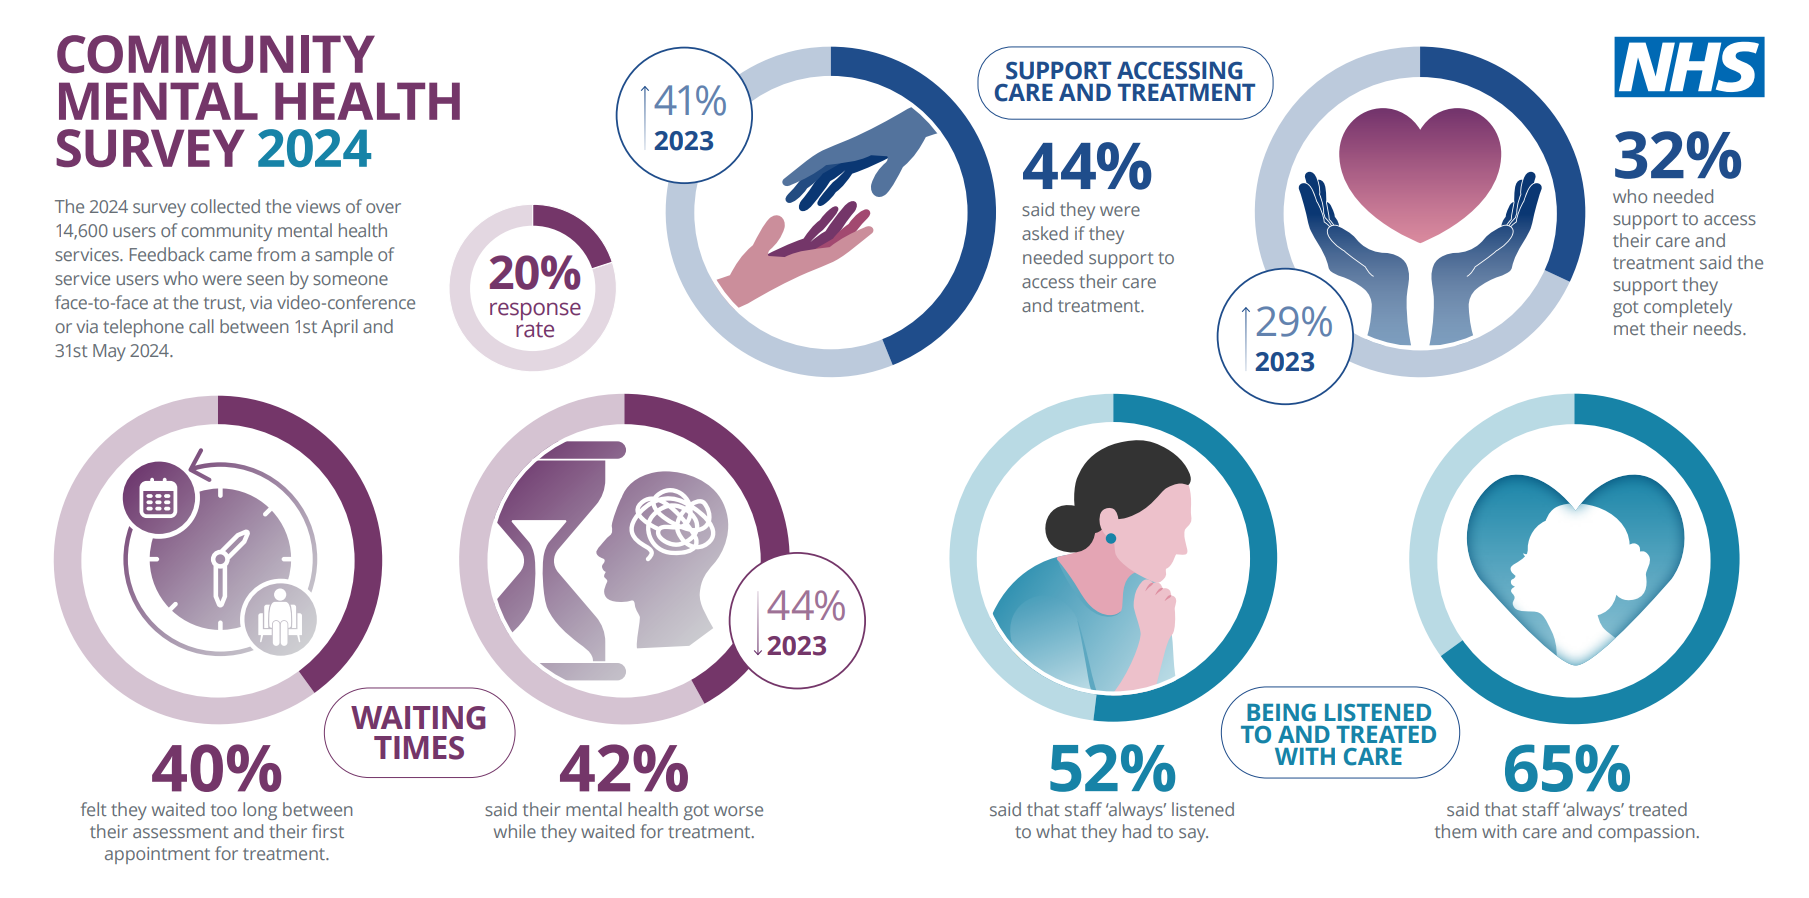 COMMUNITY
MENTAL HEALTH
SURVEY 2024
The 2024 survey collected the views of over
14,600 users of community mental health
services. Feedback came from a sample of
service users who were seen by someone
face-to-face at the trust, via video-conference
or via telephone call between 1st April and
31st May 2024.
20%
response
rate
41%
2023
SUPPORT ACCESSING
CARE AND TREATMENT
44%
said they were
asked if they
needed support to
access their care
and treatment.
29%
2023
NHS
32%
who needed
support to access
their care and
treatment said the
support they
got completely
met their needs.
WAITING
TIMES
40%
felt they waited too long between
their assessment and their first
appointment for treatment.
44%
2023
42%
said their mental health got worse
while they waited for treatment.
BEING LISTENED
TO AND TREATED
WITH CARE
52%
said that staff ‘always’ listened
to what they had to say.
65%
said that staff ‘always’ treated
them with care and compassion.